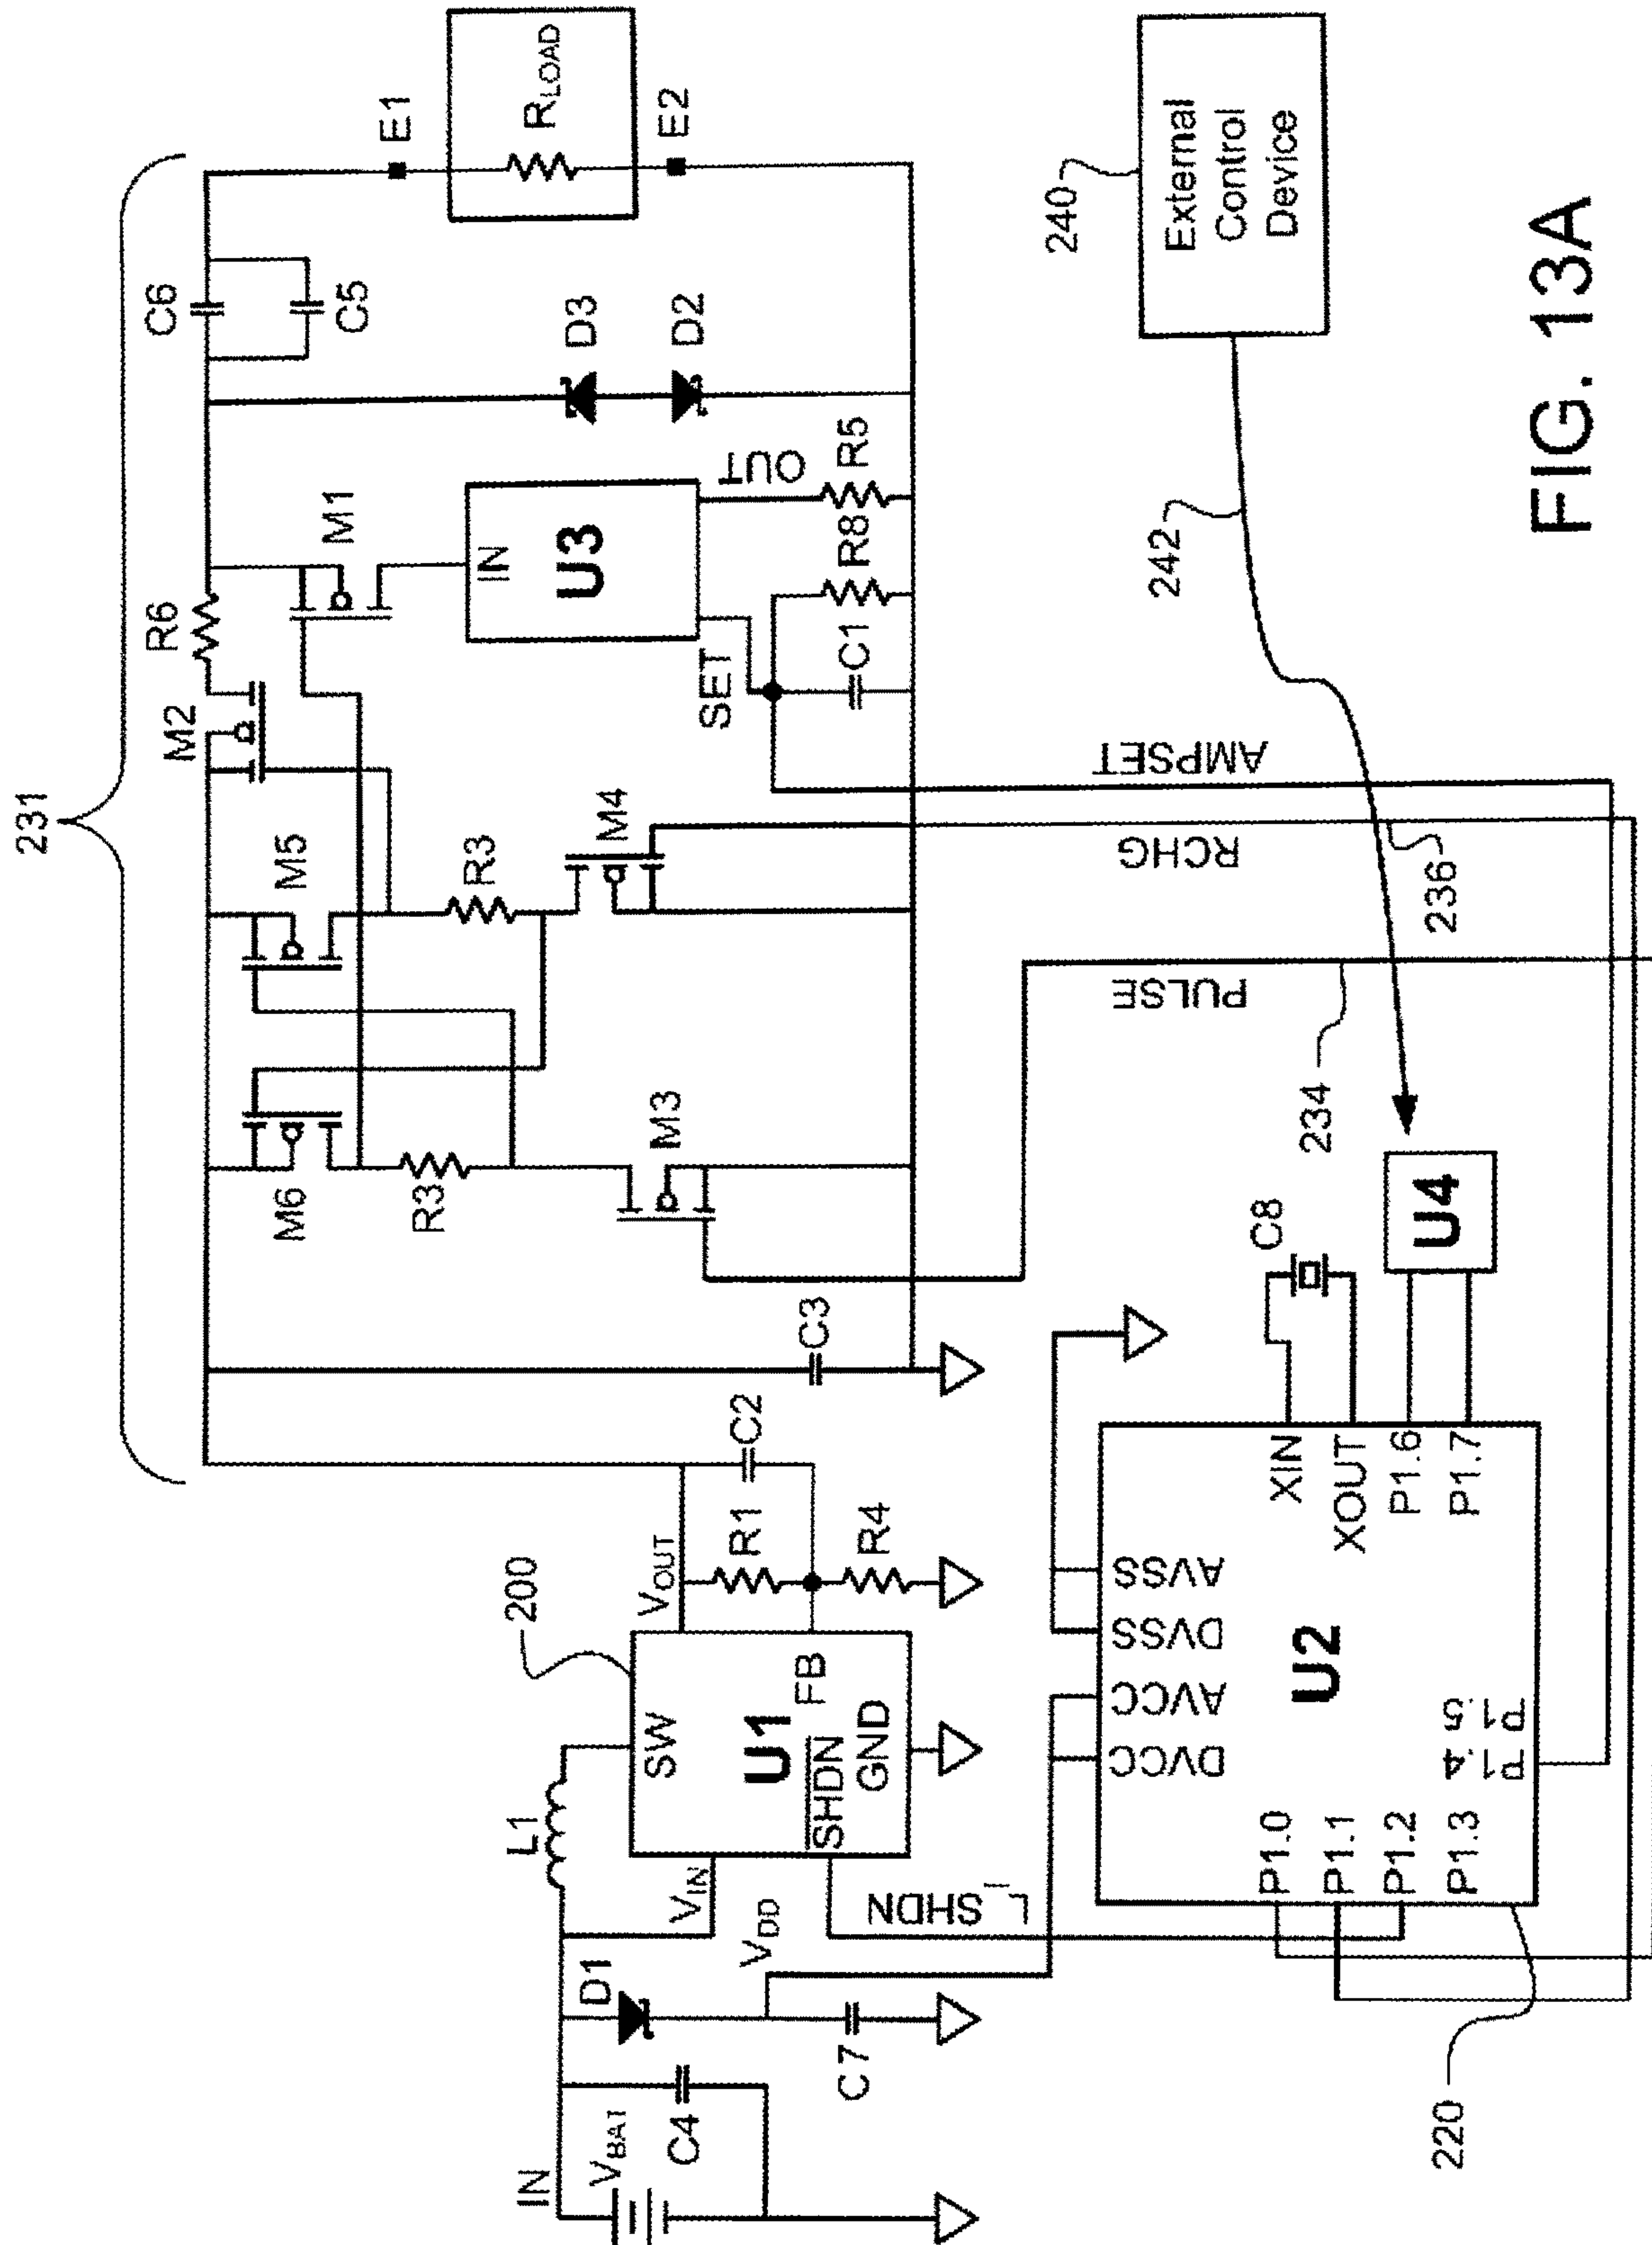 231
C6
C5
E1
RLOAD
E2
R6
M2
M1
M5
M6
R3
R3
M4
M3
D3
D2
IN
U3
OUT
SET
R5
R8
C1
C3
C2
200
VOUT
R1
R4
L1
SW
U1
FB
SHDN
GND
VIN
VDD
D1
IN
VBAT
C4
C7
L_SHDN
AMPSET
RCHG
PULSE
236
234
242
240
External
Control
Device
DVCC
AVCC
DVSS
AVSS
U2
XIN
XOUT
P1.6
P1.7
P1.0
P1.1
P1.2
P1.3
P1.4
P1.5
C8
U4
220
FIG. 13A